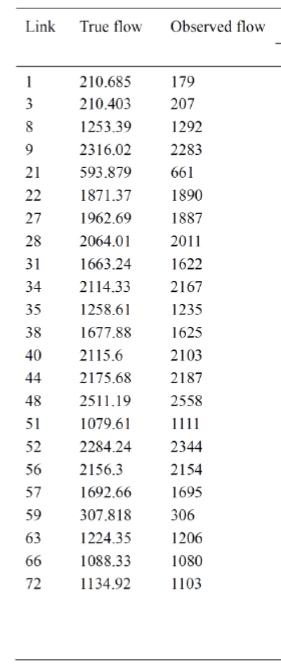 Link True flow Observed flow
1 210.685 179
3 210.403 207
8 1253.39 1292
9 2316.02 2283
21 593.879 661
22 1871.37 1890
27 1962.69 1887
28 2064.01 2011
31 1663.24 1622
34 2114.33 2167
35 1258.61 1235
38 1677.88 1625
40 2115.6 2103
44 2175.68 2187
48 2511.19 2558
51 1079.61 1111
52 2284.24 2344
56 2156.3 2154
57 1692.66 1695
59 307.818 306
63 1224.35 1206
66 1088.33 1080
72 1134.92 1103